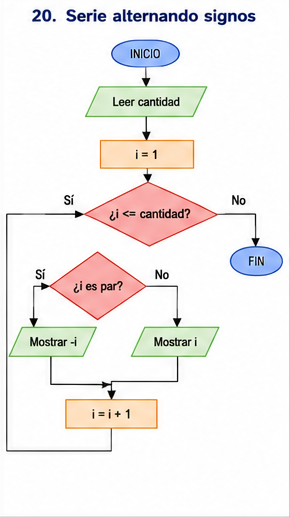 20. Serie alternando signos
INICIO
Leer cantidad
i = 1
Sí
¿i <= cantidad?
No
FIN
Sí
¿i es par?
No
Mostrar -i
Mostrar i
i = i + 1